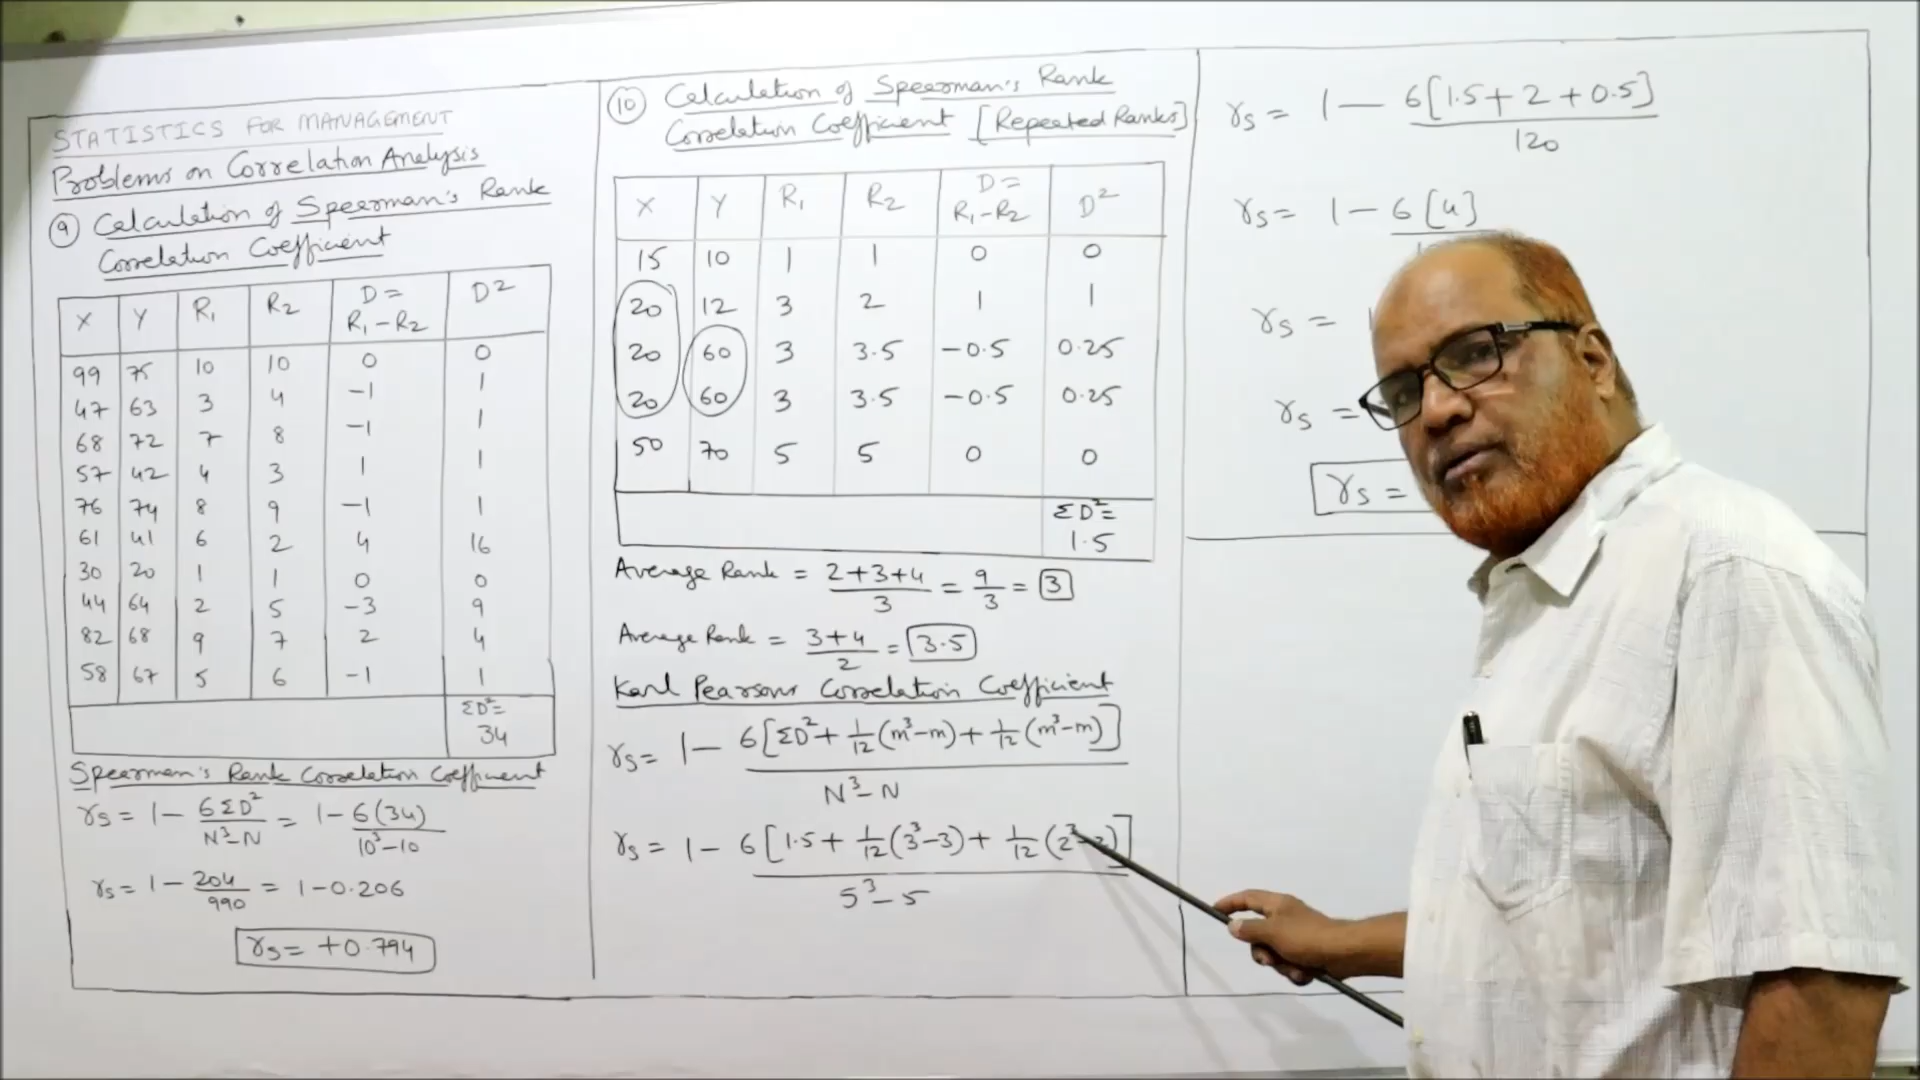 STATISTICS FOR MANAGEMENT
Problems on Correlation Analysis
9 Calculation of Spearman's Rank
Correlation Coefficient
X Y R₁ R₂ D = R₁ - R₂ D²
99 75 10 10 0 0
47 63 3 4 -1 1
68 72 7 8 -1 1
57 42 4 3 1 1
76 74 8 9 -1 1
61 41 6 2 4 16
30 20 1 1 0 0
44 64 2 5 -3 9
82 68 9 7 2 4
58 67 5 6 -1 1
ΣD² = 34
Spearman's Rank Correlation Coefficient
rs = 1 - 6ΣD² / N³-N = 1 - 6(34) / 10³-10
rs = 1 - 204/990 = 1 - 0.206
rs = +0.794
10 Calculation of Spearman's Rank
Correlation Coefficient [Repeated Ranks]
X Y R₁ R₂ D = R₁-R₂ D²
15 10 1 1 0 0
20 12 3 2 1 1
20 60 3 3.5 -0.5 0.25
20 60 3 3.5 -0.5 0.25
50 70 5 5 0 0
ΣD² = 1.5
Average Rank = 2+3+4 / 3 = 9/3 = 3
Average Rank = 3+4 / 2 = 3.5
Karl Pearsons Correlation Coefficient
rs = 1 - 6[ΣD² + 1/12 (m³-m) + 1/12 (m³-m)] / N³-N
rs = 1 - 6[1.5 + 1/12 (3³-3) + 1/12 (2³-2)] / 5³-5
rs = 1 - 6[1.5+2+0.5] / 120
rs = 1 - 6[4]
rs =
rs =
rs =